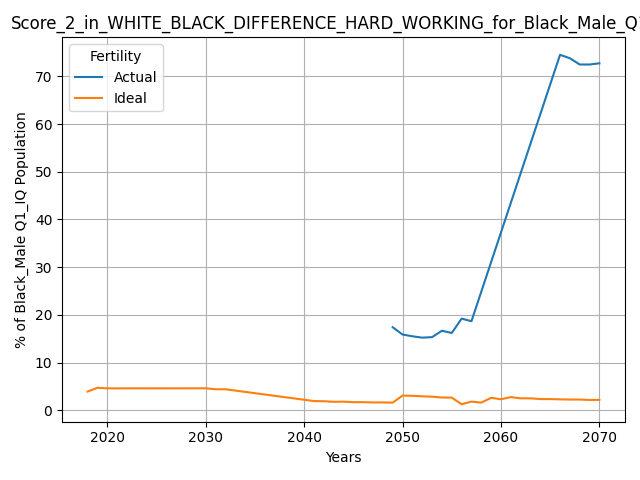 Score_2_in_WHITE_BLACK_DIFFERENCE_HARD_WORKING_for_Black_Male_Q
Fertility
Actual
Ideal
% of Black_Male Q1_IQ Population
70
60
50
40
30
20
10
0
2020 2030 2040 2050 2060 2070
Years